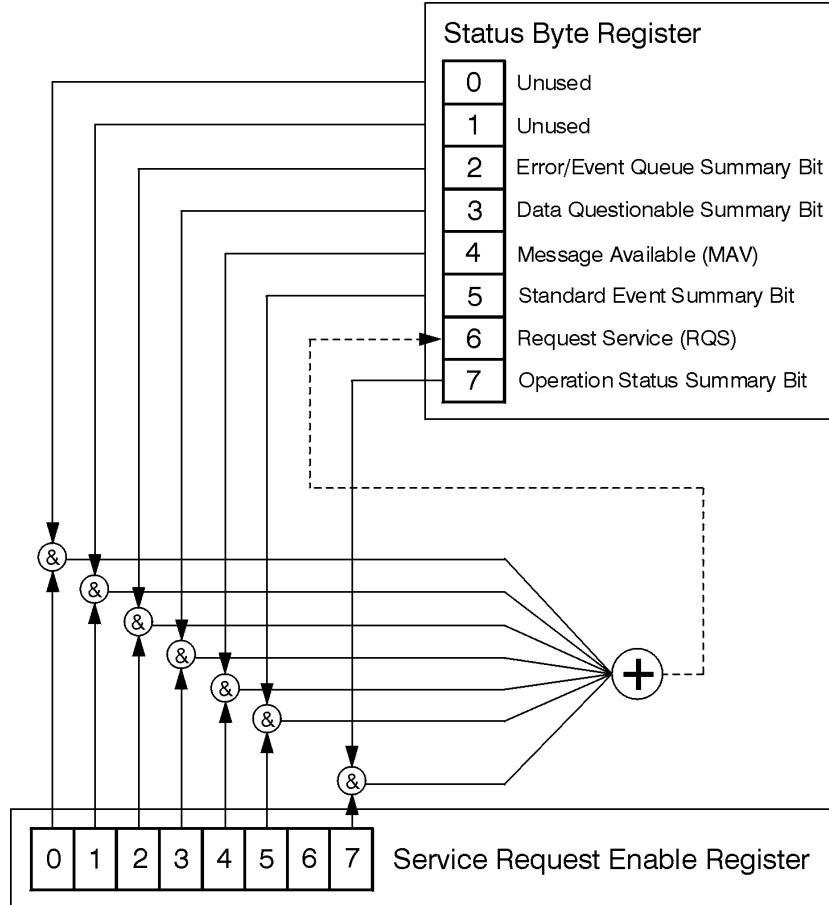 Status Byte Register
0 Unused
1 Unused
2 Error/Event Queue Summary Bit
3 Data Questionable Summary Bit
4 Message Available (MAV)
5 Standard Event Summary Bit
6 Request Service (RQS)
7 Operation Status Summary Bit
&
&
&
&
&
&
&
+
0 1 2 3 4 5 6 7 Service Request Enable Register